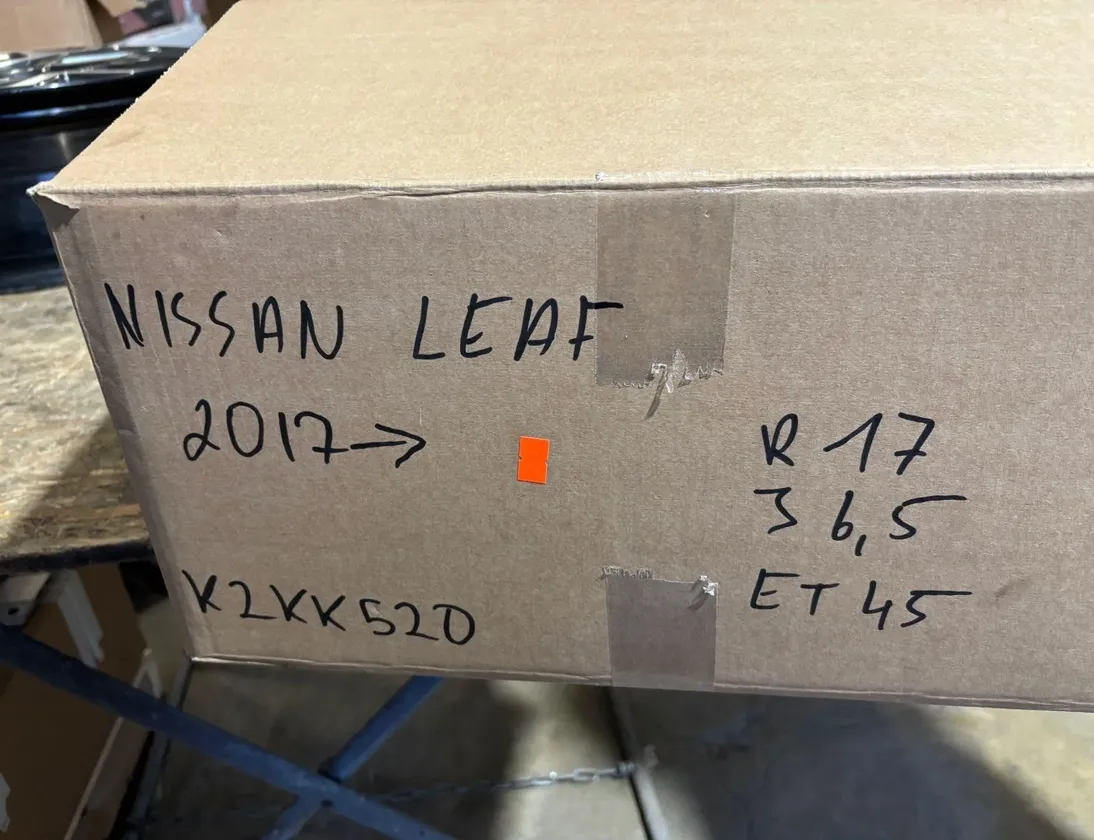 NISSAN LEAF
2017→
K2KK520
R 17
J 6,5
ET 45